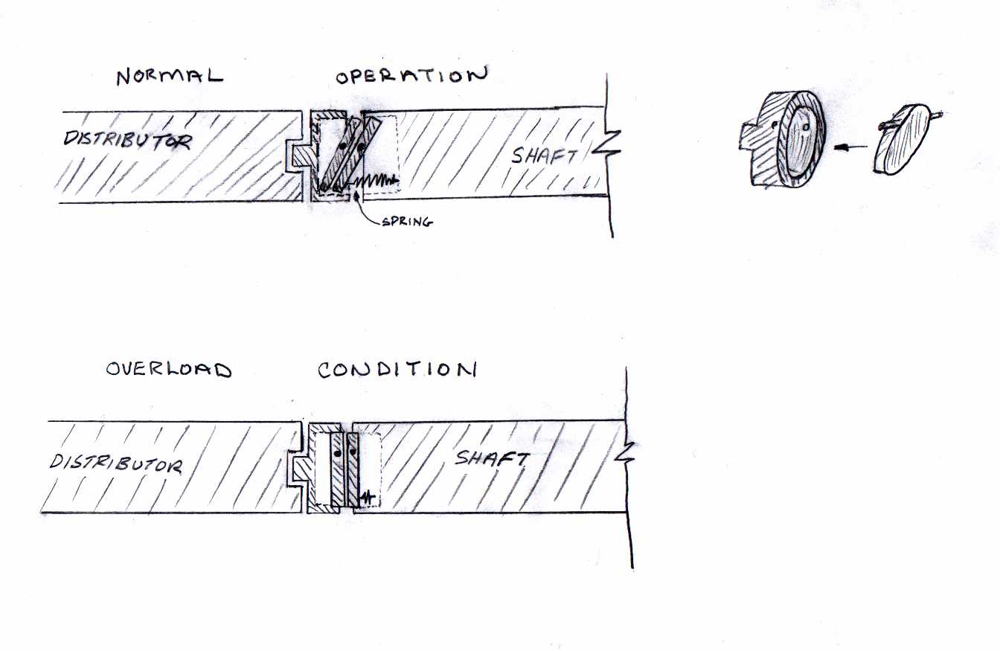 NORMAL OPERATION
DISTRIBUTOR
SHAFT
SPRING
OVERLOAD CONDITION
DISTRIBUTOR
SHAFT